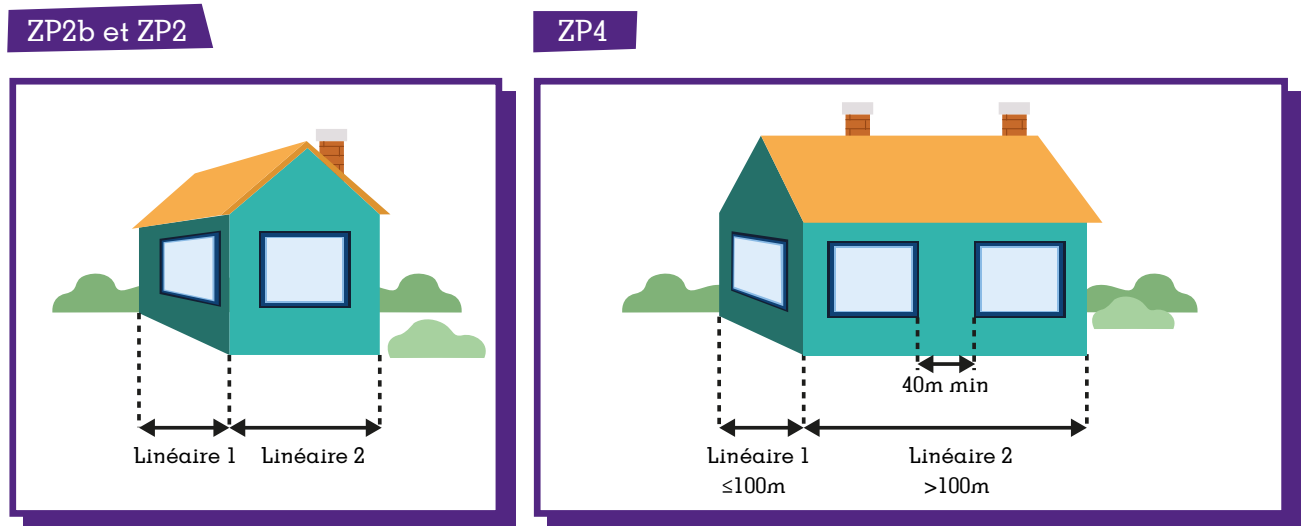 ZP2b et ZP2
Linéaire 1
Linéaire 2
ZP4
40m min
Linéaire 1
≤100m
Linéaire 2
>100m